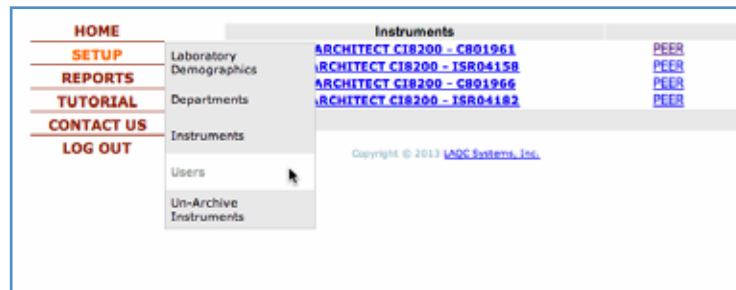 HOME
SETUP
REPORTS
TUTORIAL
CONTACT US
LOG OUT
Laboratory
Demographics
Departments
Instruments
Users
Un-Archive
Instruments
Instruments
ARCHITECT CI8200 - C801961 PEER
ARCHITECT CI8200 - ISR04158 PEER
ARCHITECT CI8200 - C801966 PEER
ARCHITECT CI8200 - ISR04182 PEER
Copyright © 2013 LAQC Systems, Inc.